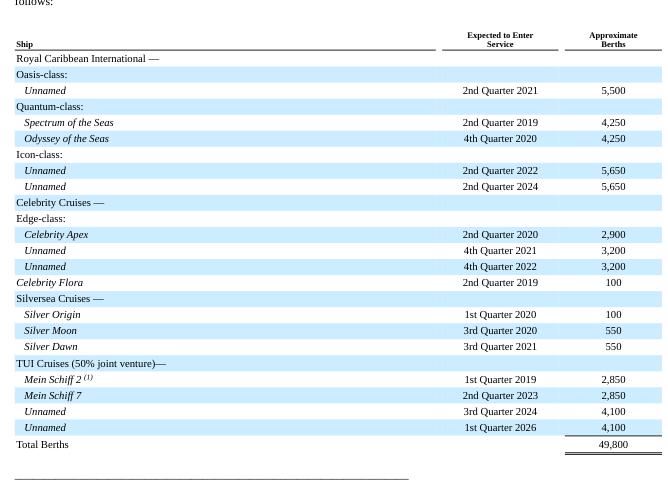 follows:
Ship Expected to Enter Service Approximate Berths
Royal Caribbean International —
Oasis-class:
Unnamed 2nd Quarter 2021 5,500
Quantum-class:
Spectrum of the Seas 2nd Quarter 2019 4,250
Odyssey of the Seas 4th Quarter 2020 4,250
Icon-class:
Unnamed 2nd Quarter 2022 5,650
Unnamed 2nd Quarter 2024 5,650
Celebrity Cruises —
Edge-class:
Celebrity Apex 2nd Quarter 2020 2,900
Unnamed 4th Quarter 2021 3,200
Unnamed 4th Quarter 2022 3,200
Celebrity Flora 2nd Quarter 2019 100
Silversea Cruises —
Silver Origin 1st Quarter 2020 100
Silver Moon 3rd Quarter 2020 550
Silver Dawn 3rd Quarter 2021 550
TUI Cruises (50% joint venture)—
Mein Schiff 2 (1) 1st Quarter 2019 2,850
Mein Schiff 7 2nd Quarter 2023 2,850
Unnamed 3rd Quarter 2024 4,100
Unnamed 1st Quarter 2026 4,100
Total Berths 49,800